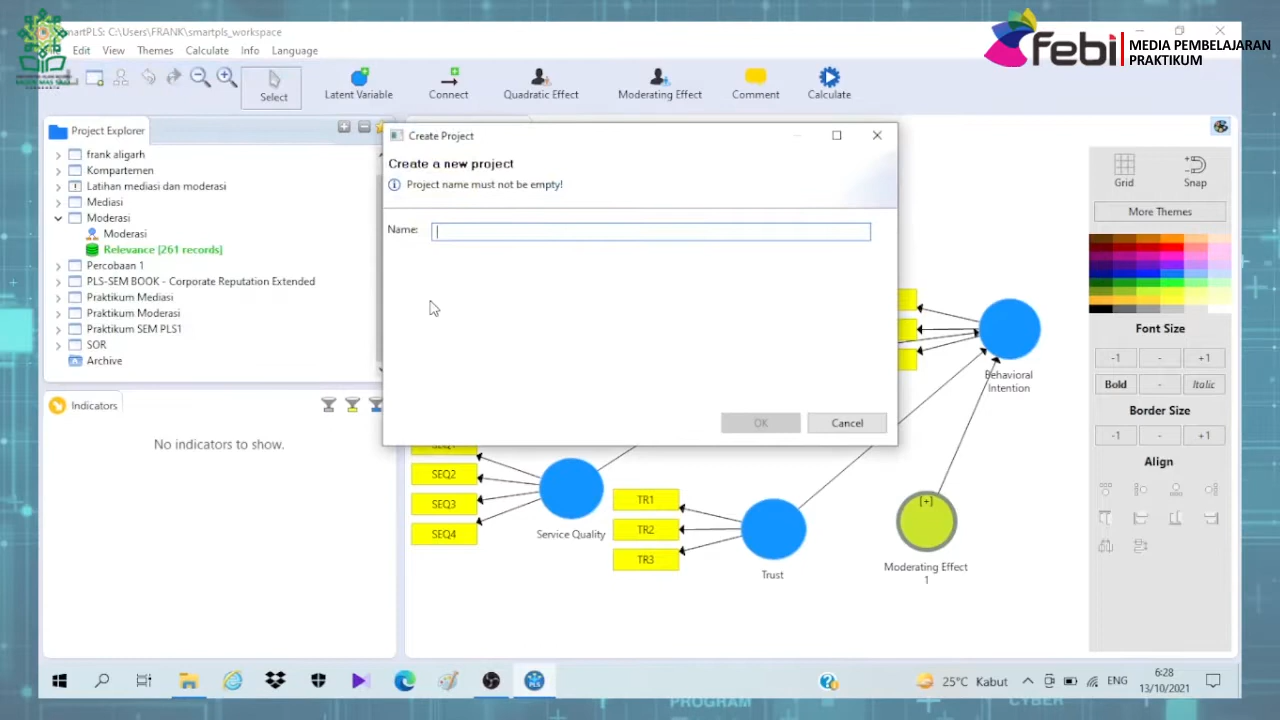 martPLS: C:\Users\FRANK\smartpls_workspace
febi
MEDIA PEMBELAJARAN
PRAKTIKUM
Edit View Themes Calculate Info Language
Select
Latent Variable
Connect
Quadratic Effect
Moderating Effect
Comment
Calculate
Project Explorer
frank aligarh
Kompartemen
Latihan mediasi dan moderasi
Mediasi
Moderasi
Moderasi
Relevance [261 records]
Percobaan 1
PLS-SEM BOOK - Corporate Reputation Extended
Praktikum Mediasi
Praktikum Moderasi
Praktikum SEM PLS1
SOR
Archive
Indicators
No indicators to show.
Create Project
Create a new project
Project name must not be empty!
Name:
OK
Cancel
SEQ2
SEQ3
SEQ4
Service Quality
TR1
TR2
TR3
Trust
Behavioral
Intention
[+]
Moderating Effect
1
Grid
Snap
More Themes
Font Size
-1 - +1
Bold - Italic
Border Size
-1 - +1
Align
PLS
25°C Kabut
ENG
6:28
13/10/2021
PROGRAM
CYBER